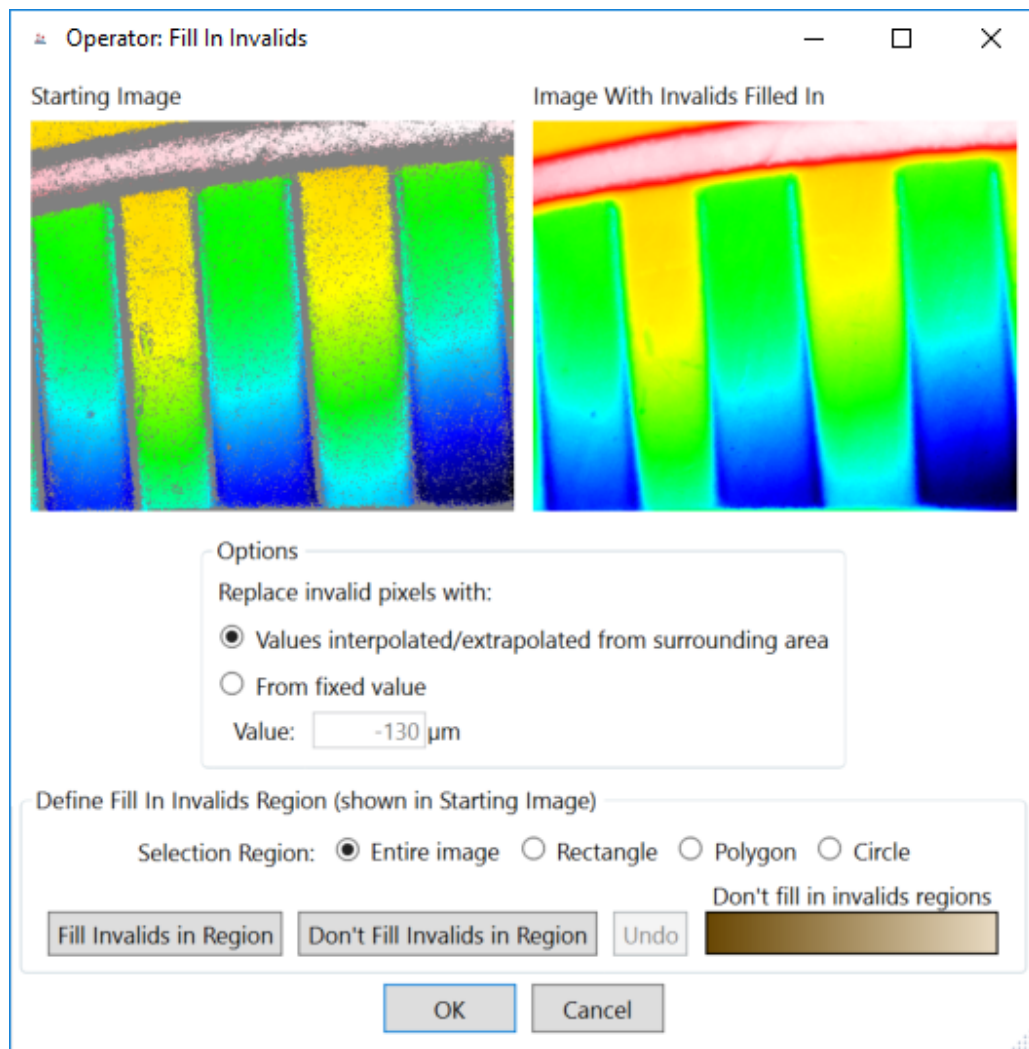 Operator: Fill In Invalids
Starting Image
Image With Invalids Filled In
Options
Replace invalid pixels with:
Values interpolated/extrapolated from surrounding area
From fixed value
Value: -130 µm
Define Fill In Invalids Region (shown in Starting Image)
Selection Region: Entire image Rectangle Polygon Circle
Don't fill in invalids regions
Fill Invalids in Region Don't Fill Invalids in Region Undo
OK Cancel